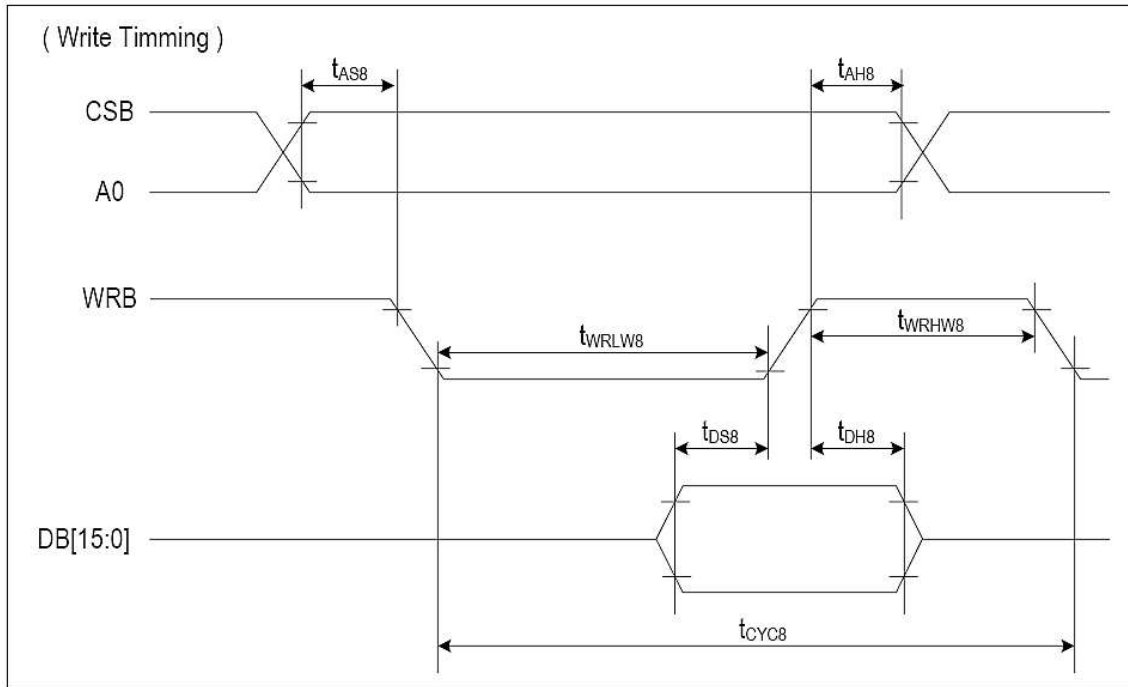 ( Write Timming )
tAS8
tAH8
CSB
A0
WRB
tWRLW8
tWRHW8
tDS8
tDH8
DB[15:0]
tCYC8